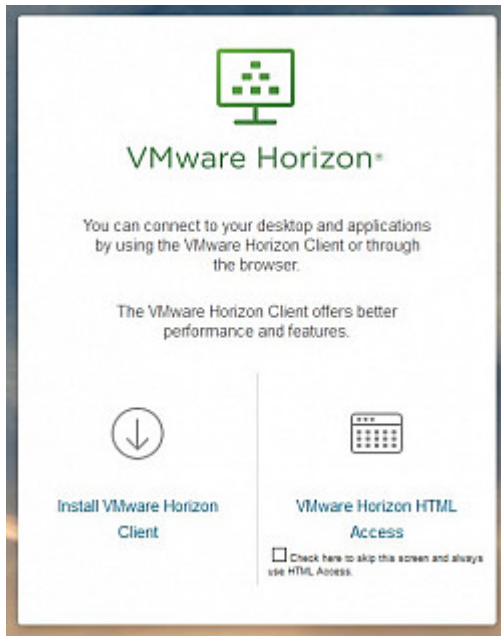 VMware Horizon®
You can connect to your desktop and applications
by using the VMware Horizon Client or through
the browser.
The VMware Horizon Client offers better
performance and features.
Install VMware Horizon
Client
VMware Horizon HTML
Access
Check here to skip this screen and always
use HTML Access.